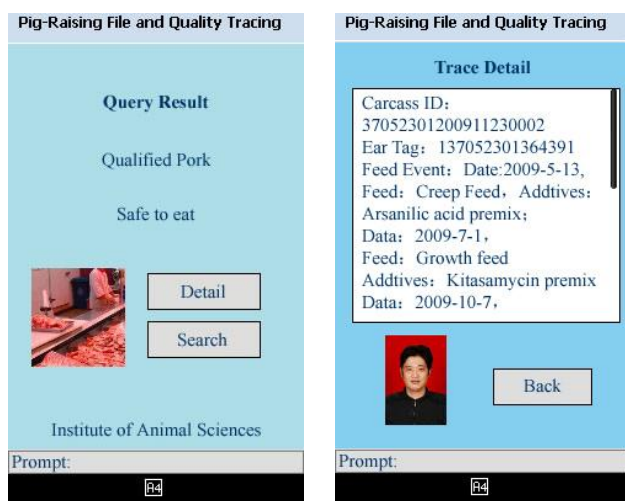 Pig-Raising File and Quality Tracing
Query Result
Qualified Pork
Safe to eat
Detail
Search
Institute of Animal Sciences
Prompt:
A4
Pig-Raising File and Quality Tracing
Trace Detail
Carcass ID：
37052301200911230002
Ear Tag：137052301364391
Feed Event：Date:2009-5-13,
Feed：Creep Feed，Addtives：
Arsanilic acid premix；
Data：2009-7-1，
Feed：Growth feed
Addtives：Kitasamycin premix
Data：2009-10-7，
Back
Prompt:
A4